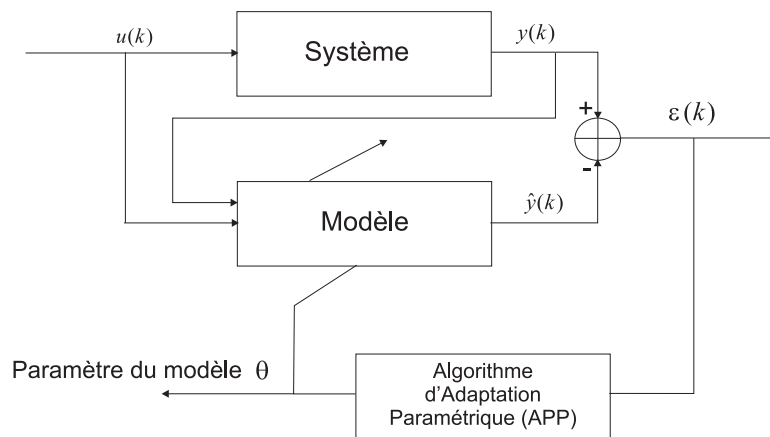 u(k)
Système
y(k)
+
ε(k)
-
Modèle
ŷ(k)
Paramètre du modèle θ
Algorithme
d'Adaptation
Paramétrique (APP)